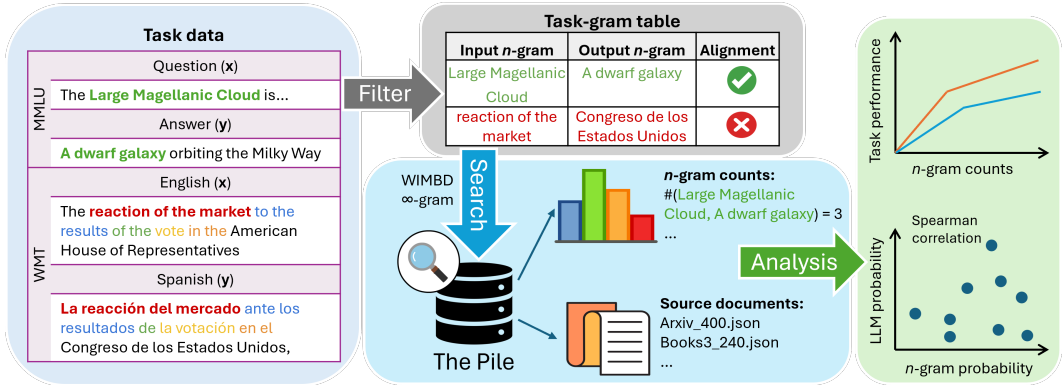 Task data
MMLU
Question (x)
The Large Magellanic Cloud is...
Answer (y)
A dwarf galaxy orbiting the Milky Way
WMT
English (x)
The reaction of the market to the
results of the vote in the American
House of Representatives
Spanish (y)
La reacción del mercado ante los
resultados de la votación en el
Congreso de los Estados Unidos,
Filter
Task-gram table
Input n-gram Output n-gram Alignment
Large Magellanic
Cloud
A dwarf galaxy
reaction of the
market
Congreso de los
Estados Unidos
Search
WIMBD
∞-gram
The Pile
n-gram counts:
#(Large Magellanic
Cloud, A dwarf galaxy) = 3
...
Source documents:
Arxiv_400.json
Books3_240.json
...
Analysis
Task performance
n-gram counts
Spearman
correlation
LLM probability
n-gram probability